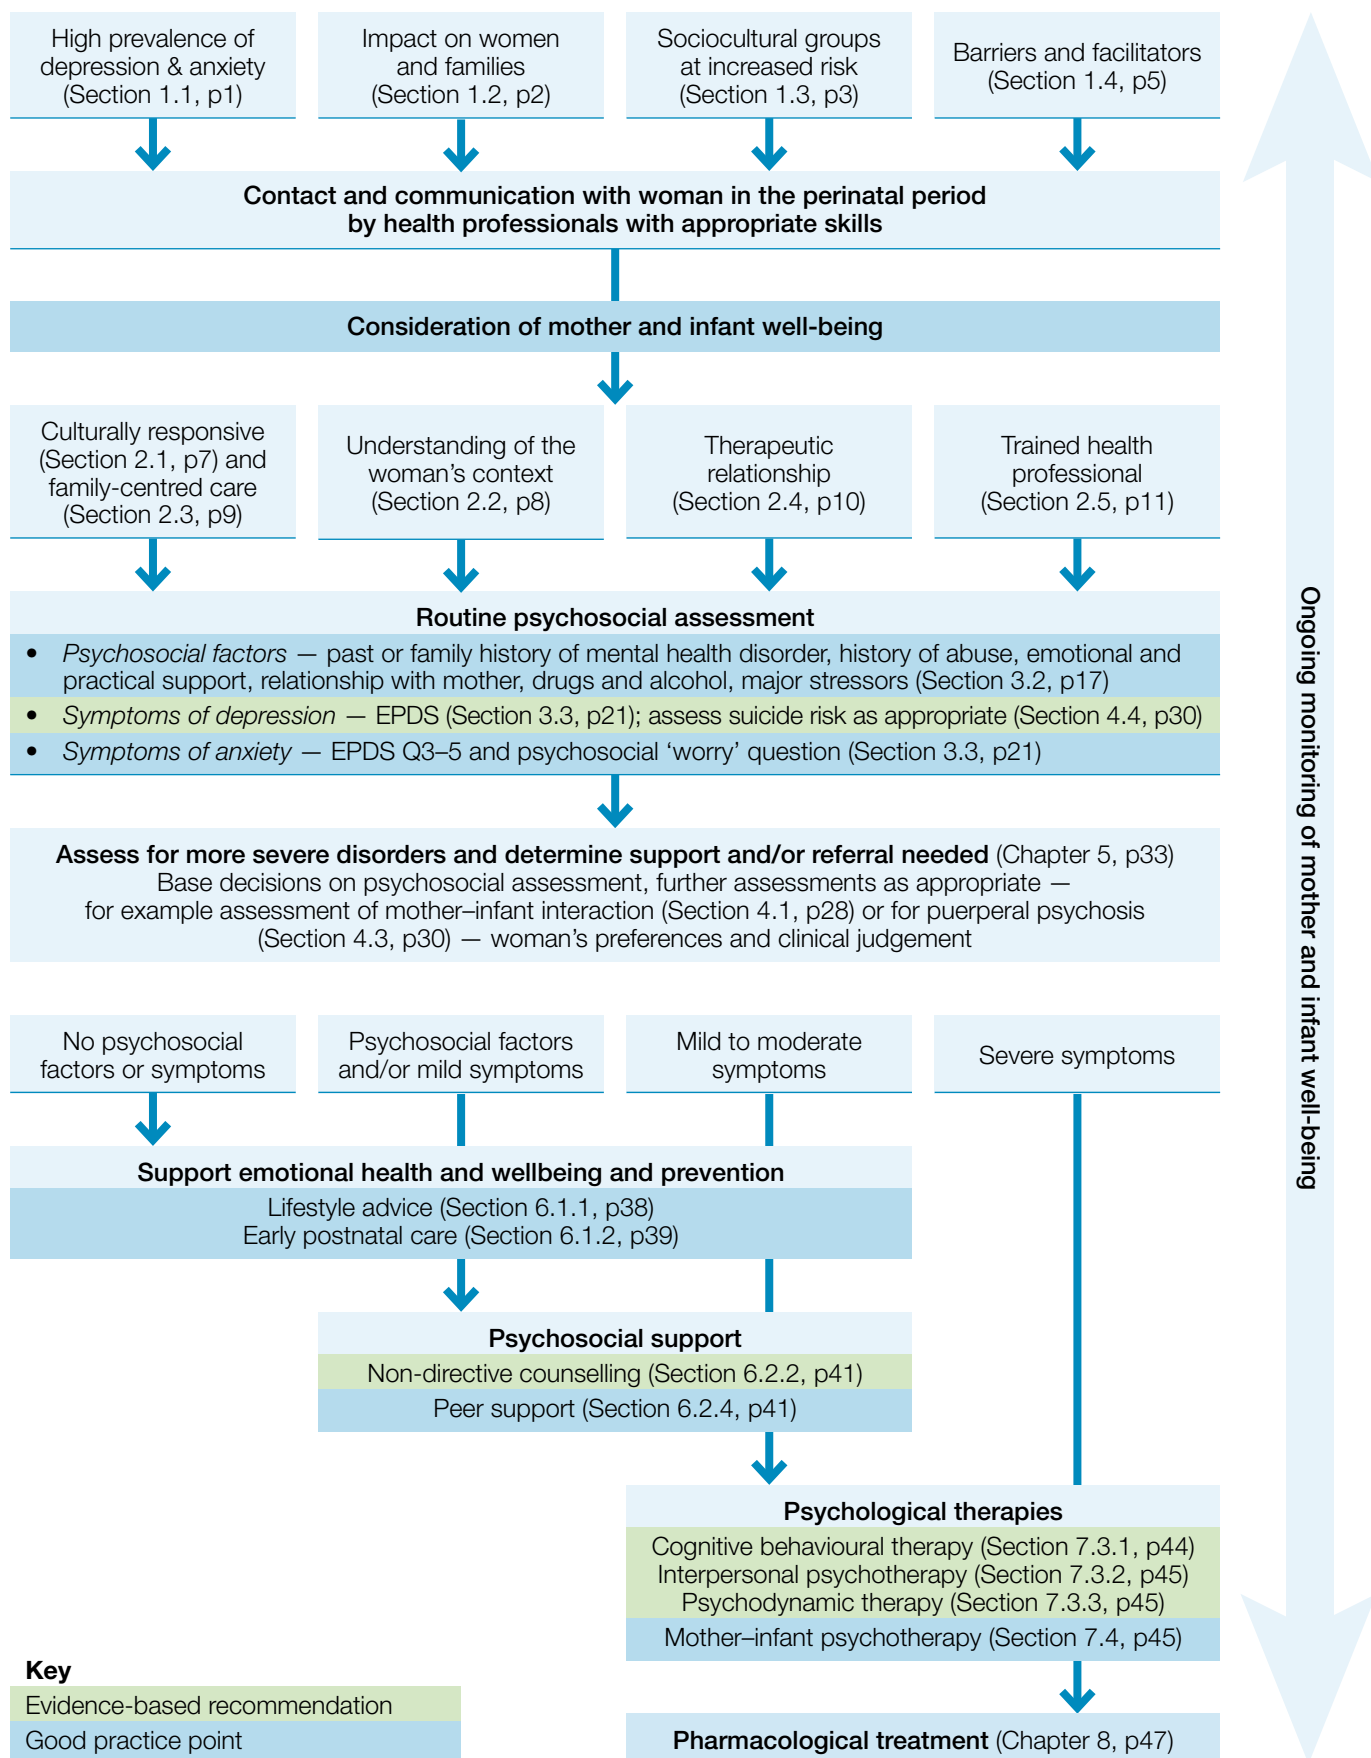 High prevalence of
depression & anxiety
(Section 1.1, p1)
Impact on women
and families
(Section 1.2, p2)
Sociocultural groups
at increased risk
(Section 1.3, p3)
Barriers and facilitators
(Section 1.4, p5)
Contact and communication with woman in the perinatal period
by health professionals with appropriate skills
Consideration of mother and infant well-being
Culturally responsive
(Section 2.1, p7) and
family-centred care
(Section 2.3, p9)
Understanding of the
woman's context
(Section 2.2, p8)
Therapeutic
relationship
(Section 2.4, p10)
Trained health
professional
(Section 2.5, p11)
Routine psychosocial assessment
• Psychosocial factors — past or family history of mental health disorder, history of abuse, emotional and
practical support, relationship with mother, drugs and alcohol, major stressors (Section 3.2, p17)
• Symptoms of depression — EPDS (Section 3.3, p21); assess suicide risk as appropriate (Section 4.4, p30)
• Symptoms of anxiety — EPDS Q3–5 and psychosocial 'worry' question (Section 3.3, p21)
Assess for more severe disorders and determine support and/or referral needed (Chapter 5, p33)
Base decisions on psychosocial assessment, further assessments as appropriate —
for example assessment of mother–infant interaction (Section 4.1, p28) or for puerperal psychosis
(Section 4.3, p30) — woman's preferences and clinical judgement
No psychosocial
factors or symptoms
Psychosocial factors
and/or mild symptoms
Mild to moderate
symptoms
Severe symptoms
Support emotional health and wellbeing and prevention
Lifestyle advice (Section 6.1.1, p38)
Early postnatal care (Section 6.1.2, p39)
Psychosocial support
Non-directive counselling (Section 6.2.2, p41)
Peer support (Section 6.2.4, p41)
Psychological therapies
Cognitive behavioural therapy (Section 7.3.1, p44)
Interpersonal psychotherapy (Section 7.3.2, p45)
Psychodynamic therapy (Section 7.3.3, p45)
Mother–infant psychotherapy (Section 7.4, p45)
Pharmacological treatment (Chapter 8, p47)
Key
Evidence-based recommendation
Good practice point
Ongoing monitoring of mother and infant well-being